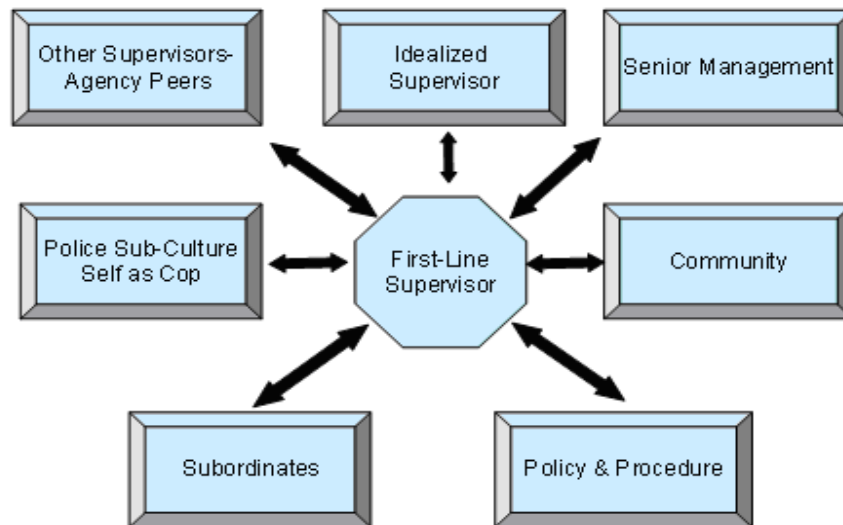 Other Supervisors-
Agency Peers
Idealized
Supervisor
Senior Management
Police Sub-Culture
Self as Cop
First-Line
Supervisor
Community
Subordinates
Policy & Procedure